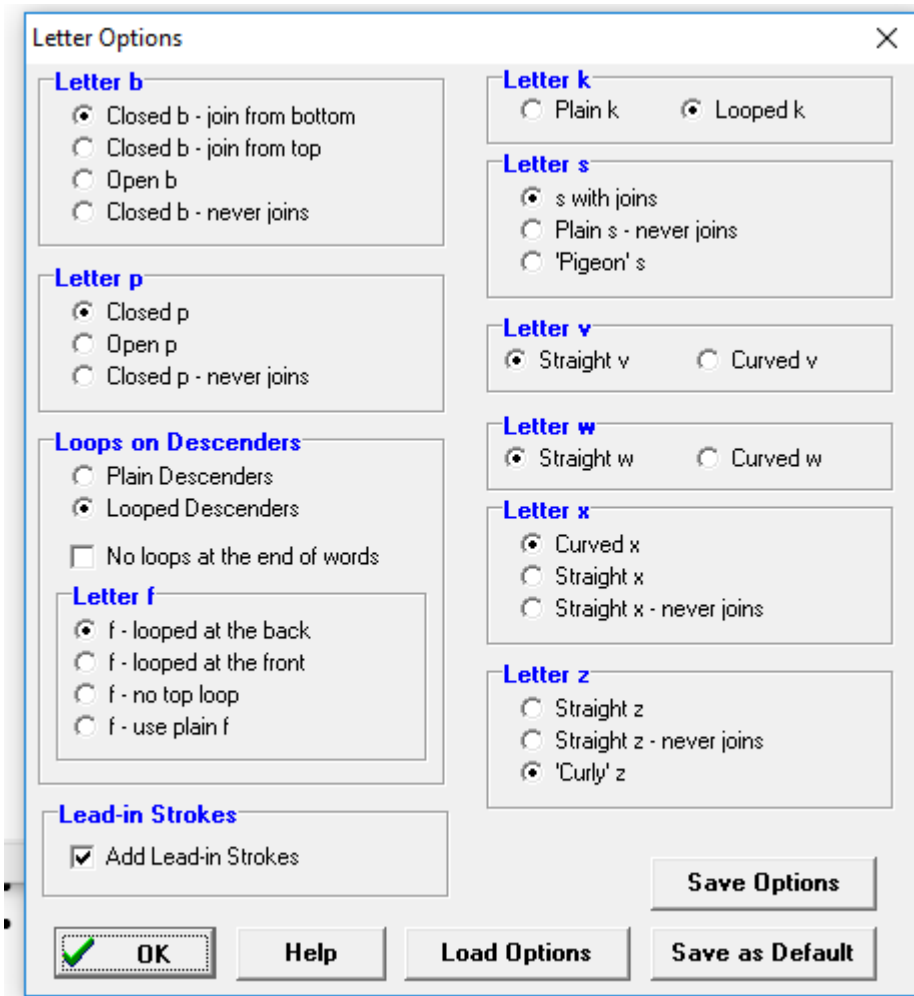 Letter Options
Letter b
Closed b - join from bottom
Closed b - join from top
Open b
Closed b - never joins
Letter p
Closed p
Open p
Closed p - never joins
Loops on Descenders
Plain Descenders
Looped Descenders
No loops at the end of words
Letter f
f - looped at the back
f - looped at the front
f - no top loop
f - use plain f
Lead-in Strokes
Add Lead-in Strokes
Letter k
Plain k Looped k
Letter s
s with joins
Plain s - never joins
'Pigeon' s
Letter v
Straight v Curved v
Letter w
Straight w Curved w
Letter x
Curved x
Straight x
Straight x - never joins
Letter z
Straight z
Straight z - never joins
'Curly' z
Save Options
OK Help Load Options Save as Default